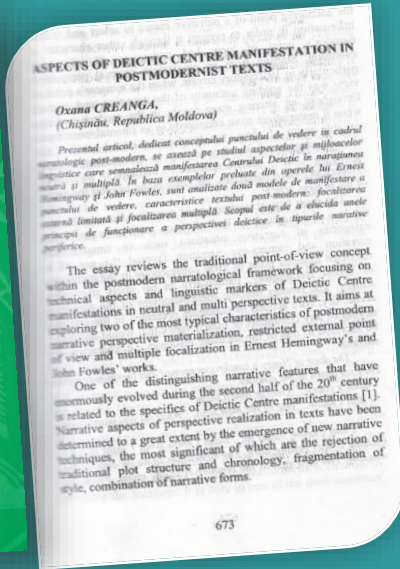 ASPECTS OF DEICTIC CENTRE MANIFESTATION IN
POSTMODERNIST TEXTS
Oxana CREANGA,
(Chişinău, Republica Moldova)
Prezentul articol, dedicat conceptului punctului de vedere în cadrul
naratologic post-modern, se axează pe studiul aspectelor şi mijloacelor
lingvistice care semnalează manifestarea Centrului Deictic în naraţiunea
neutră şi multiplă. În baza exemplelor preluate din operele lui Ernest
Hemingway şi John Fowles, sunt analizate două modele de manifestare a
punctului de vedere, caracteristice textului post-modern: focalizarea
externă limitată şi focalizarea multiplă. Scopul este de a elucida unele
principii de funcţionare a perspectivei deictice în tipurile narative
periferice.
The essay reviews the traditional point-of-view concept
within the postmodern narratological framework focusing on
technical aspects and linguistic markers of Deictic Centre
manifestations in neutral and multi perspective texts. It aims at
exploring two of the most typical characteristics of postmodern
narrative perspective materialization, restricted external point
of view and multiple focalization in Ernest Hemingway's and
John Fowles' works.
One of the distinguishing narrative features that have
enormously evolved during the second half of the 20th century
is related to the specifics of Deictic Centre manifestations [1].
Narrative aspects of perspective realization in texts have been
determined to a great extent by the emergence of new narrative
techniques, the most significant of which are the rejection of
traditional plot structure and chronology, fragmentation of
style, combination of narrative forms.
673